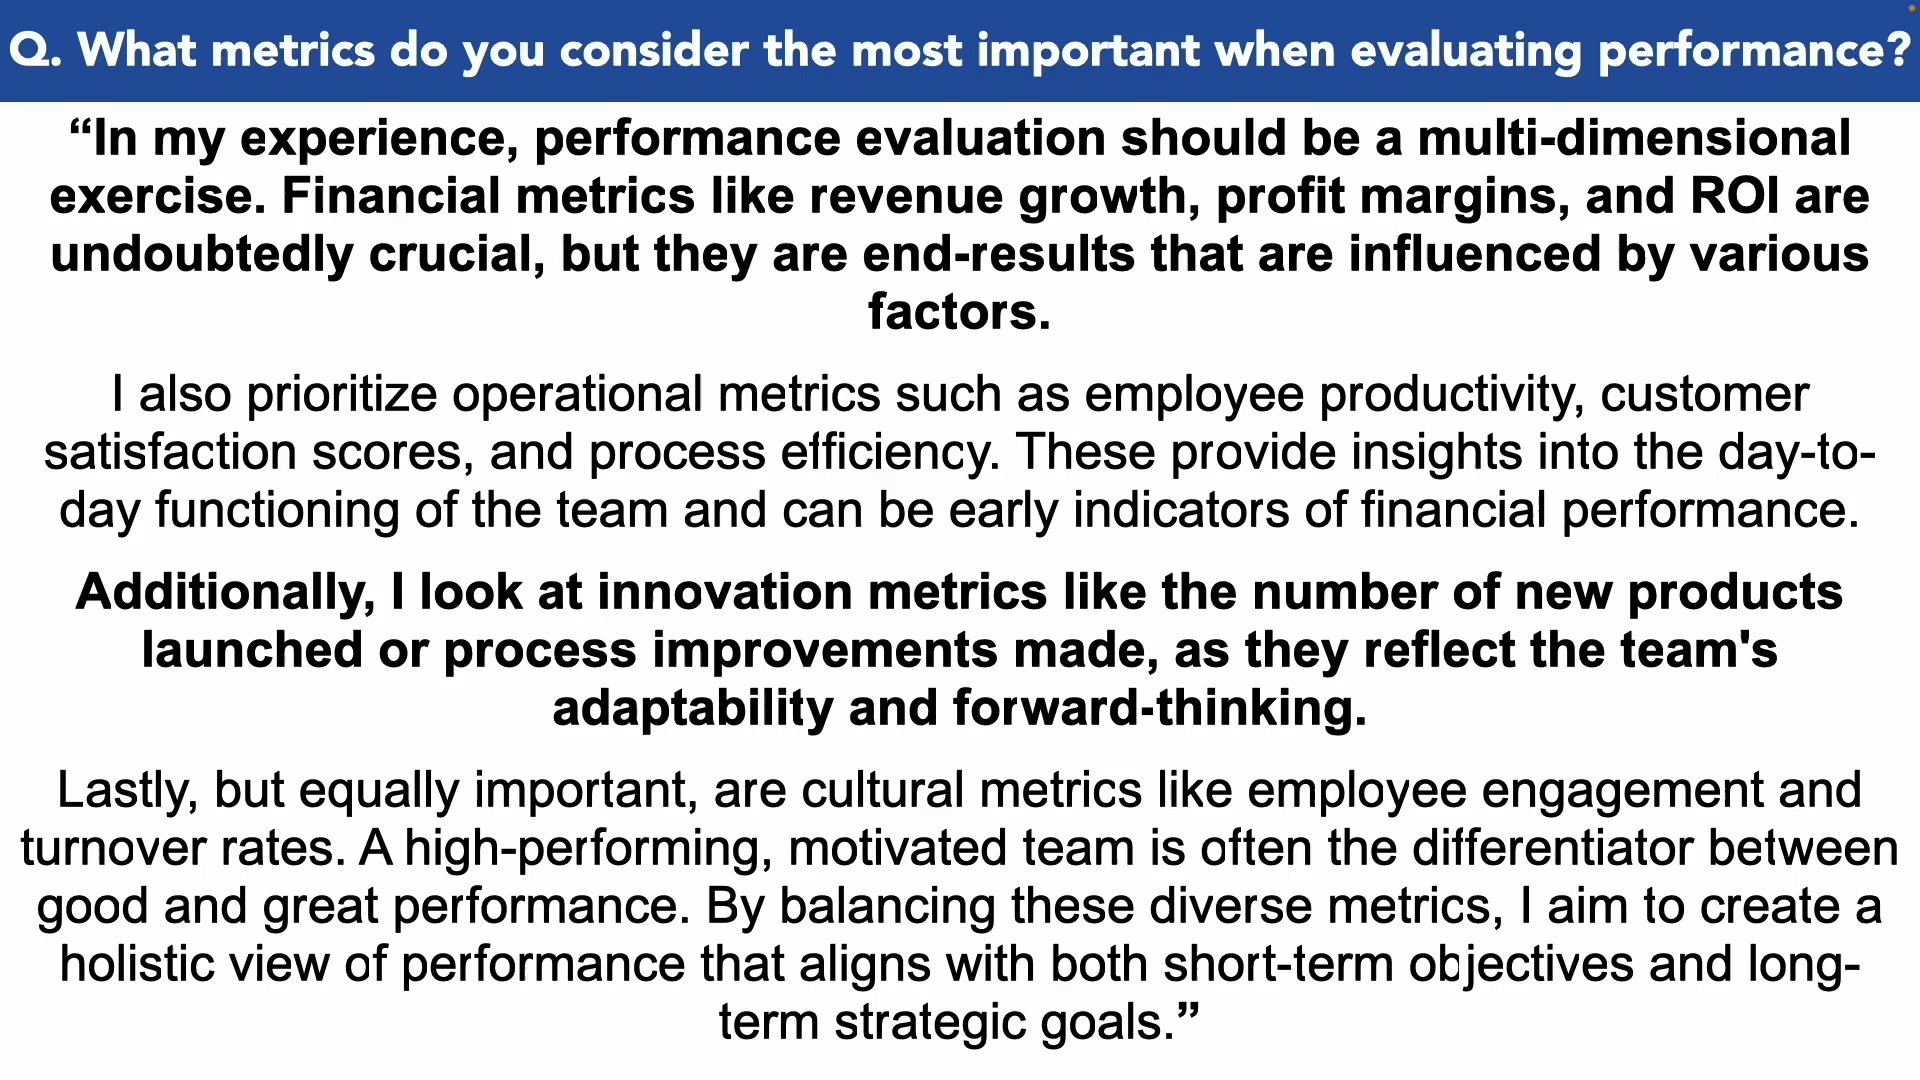 Q. What metrics do you consider the most important when evaluating performance?
“In my experience, performance evaluation should be a multi-dimensional
exercise. Financial metrics like revenue growth, profit margins, and ROI are
undoubtedly crucial, but they are end-results that are influenced by various
factors.
I also prioritize operational metrics such as employee productivity, customer
satisfaction scores, and process efficiency. These provide insights into the day-to-
day functioning of the team and can be early indicators of financial performance.
Additionally, I look at innovation metrics like the number of new products
launched or process improvements made, as they reflect the team's
adaptability and forward-thinking.
Lastly, but equally important, are cultural metrics like employee engagement and
turnover rates. A high-performing, motivated team is often the differentiator between
good and great performance. By balancing these diverse metrics, I aim to create a
holistic view of performance that aligns with both short-term objectives and long-
term strategic goals.”